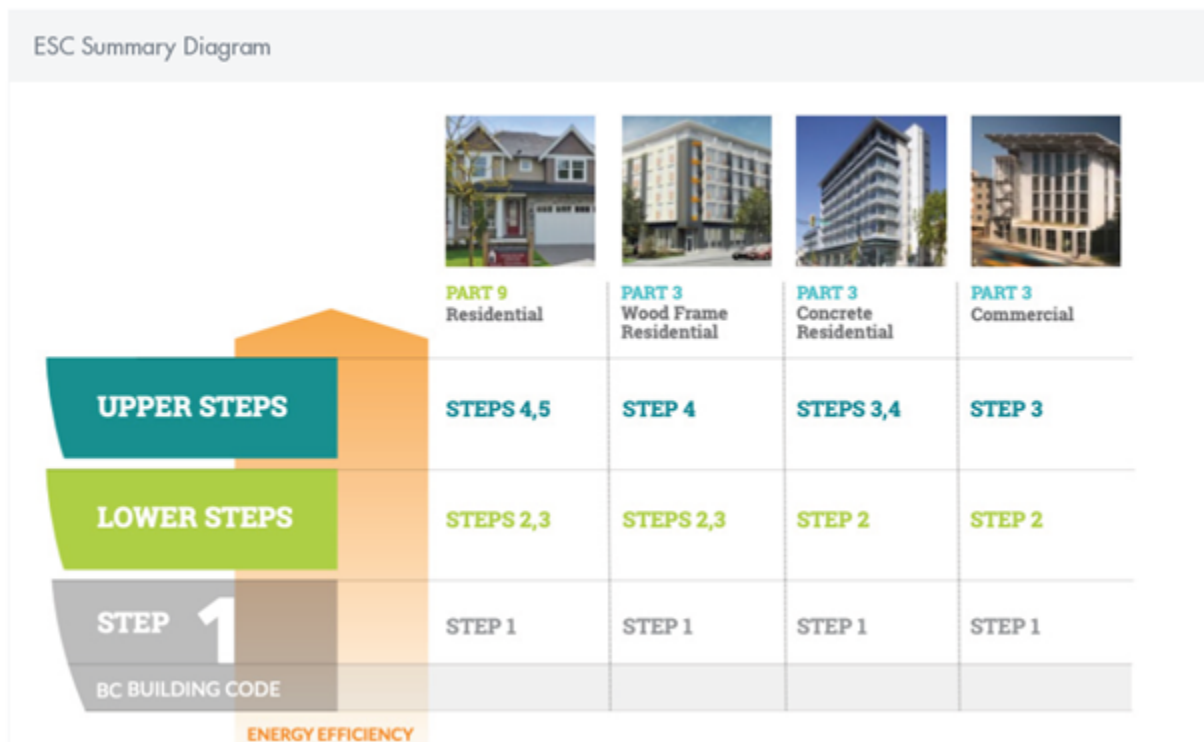 ESC Summary Diagram
PART 9
Residential
PART 3
Wood Frame
Residential
PART 3
Concrete
Residential
PART 3
Commercial
UPPER STEPS
STEPS 4,5
STEP 4
STEPS 3,4
STEP 3
LOWER STEPS
STEPS 2,3
STEPS 2,3
STEP 2
STEP 2
STEP 1
STEP 1
STEP 1
STEP 1
STEP 1
BC BUILDING CODE
ENERGY EFFICIENCY